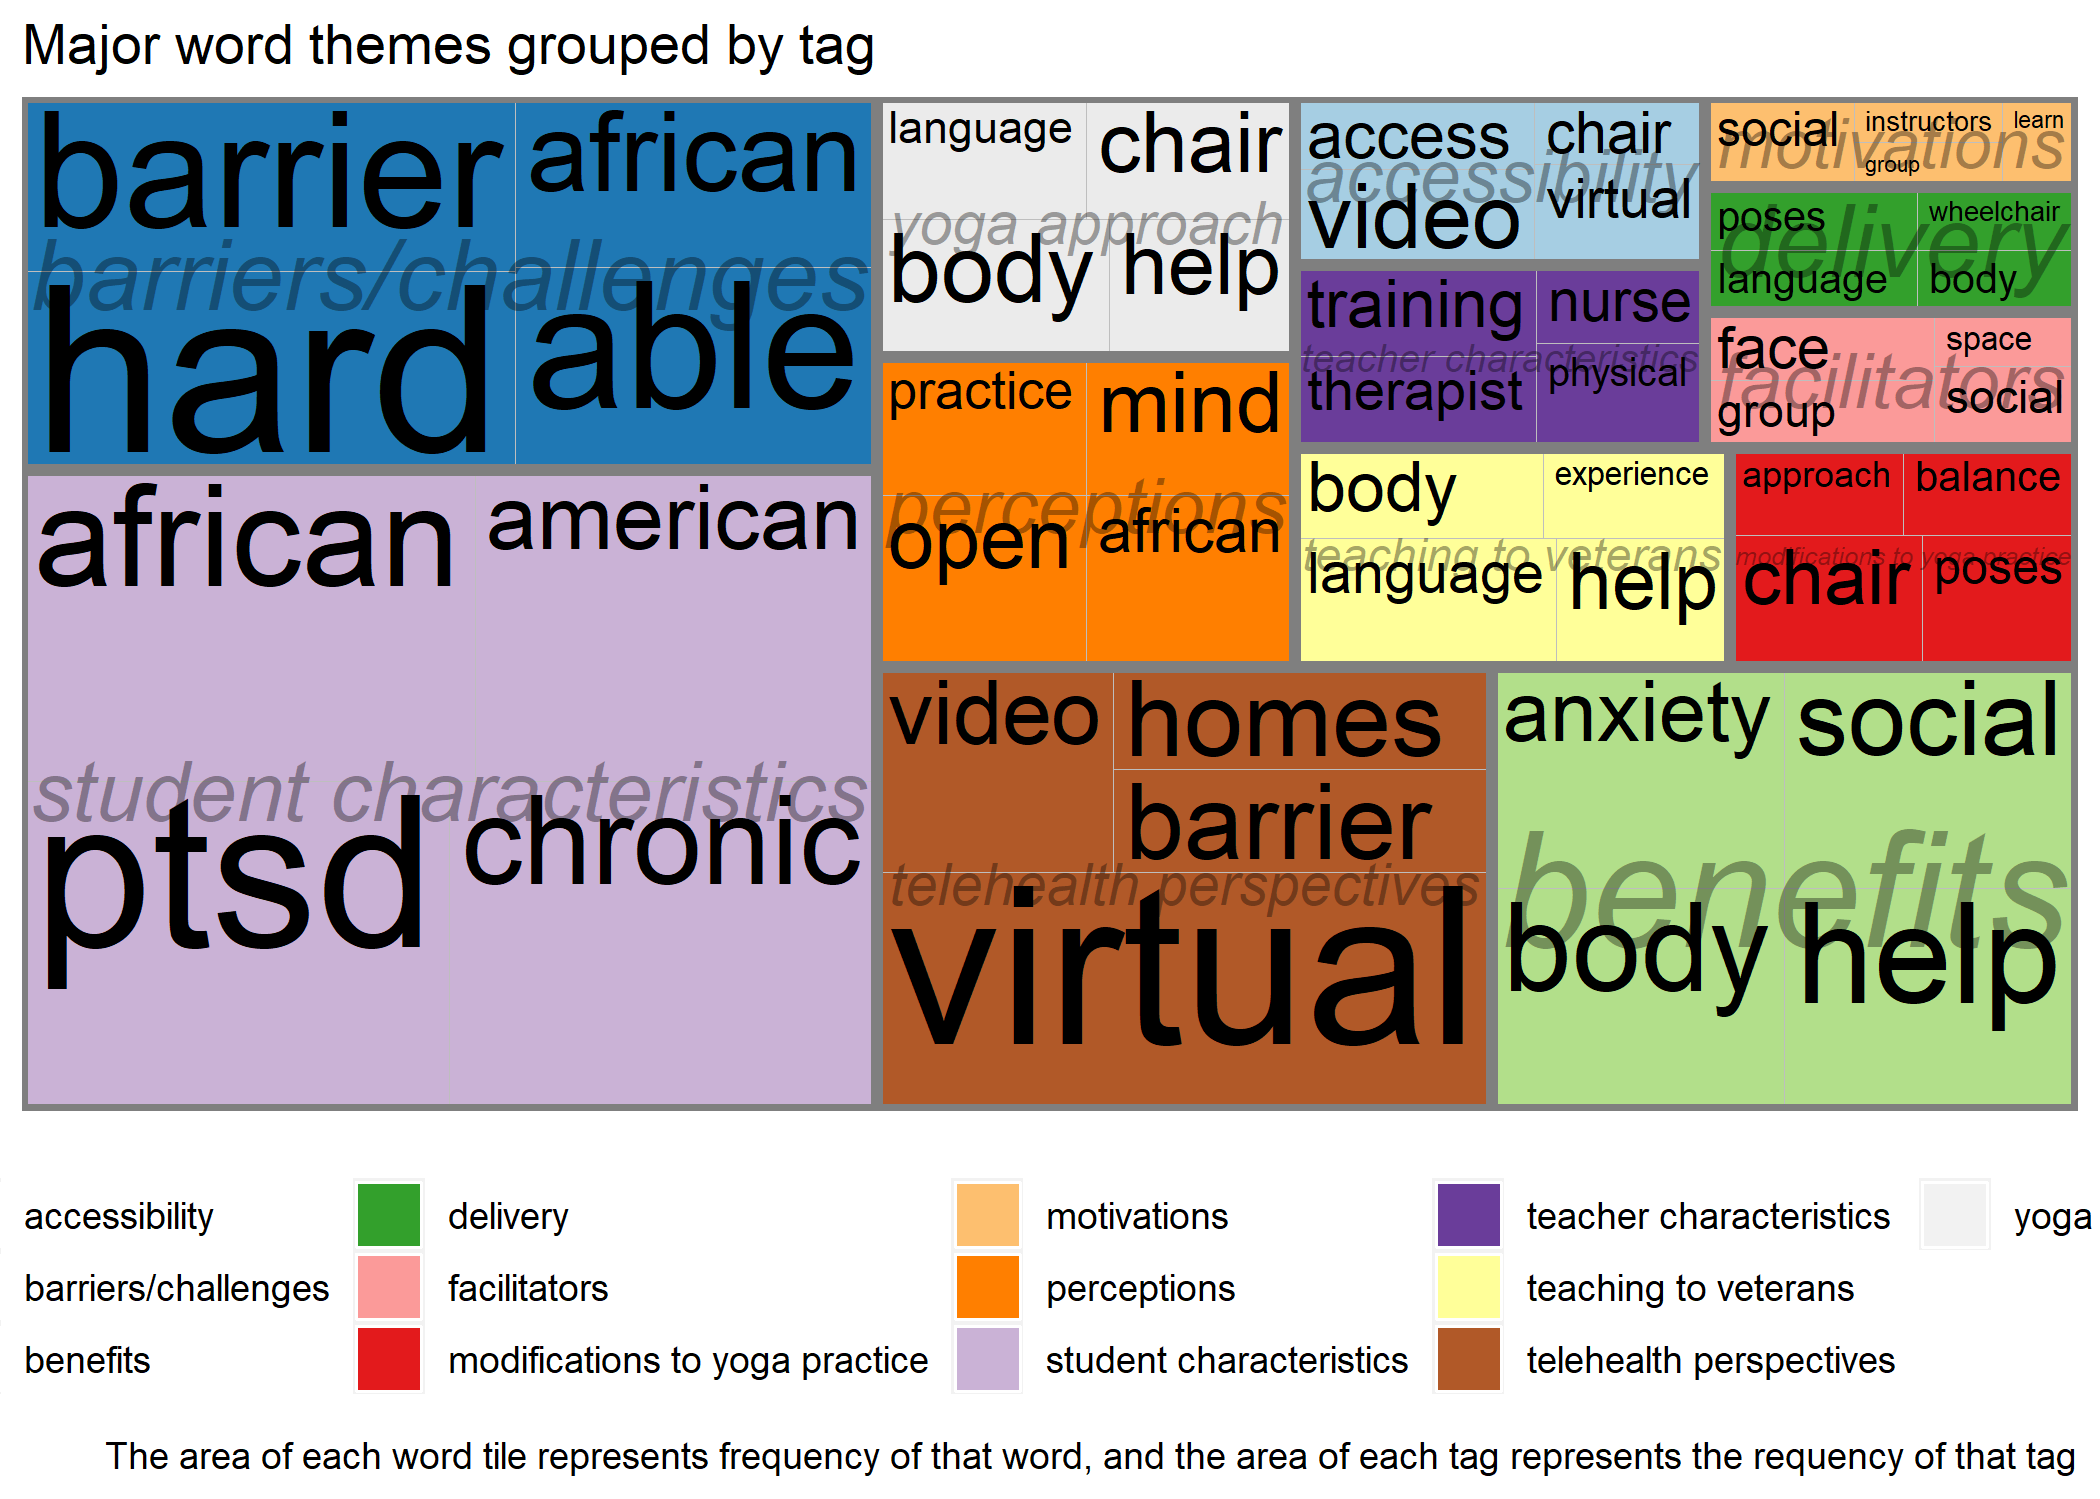 Major word themes grouped by tag
barrier african
barriers/challenges
hard able
african american
student characteristics
ptsd chronic
language chair
yoga approach
body help
practice mind
perceptions
open african
access chair
accessibility
video virtual
training nurse
teacher characteristics
therapist physical
social instructors learn
motivations
group
poses wheelchair
delivery
language body
face space
facilitators
group social
body experience
teaching to veterans
language help
approach balance
modifications to yoga practice
chair poses
video homes
barrier
telehealth perspectives
virtual
anxiety social
benefits
body help
accessibility delivery motivations teacher characteristics yoga
barriers/challenges facilitators perceptions teaching to veterans
benefits modifications to yoga practice student characteristics telehealth perspectives
The area of each word tile represents frequency of that word, and the area of each tag represents the requency of that tag